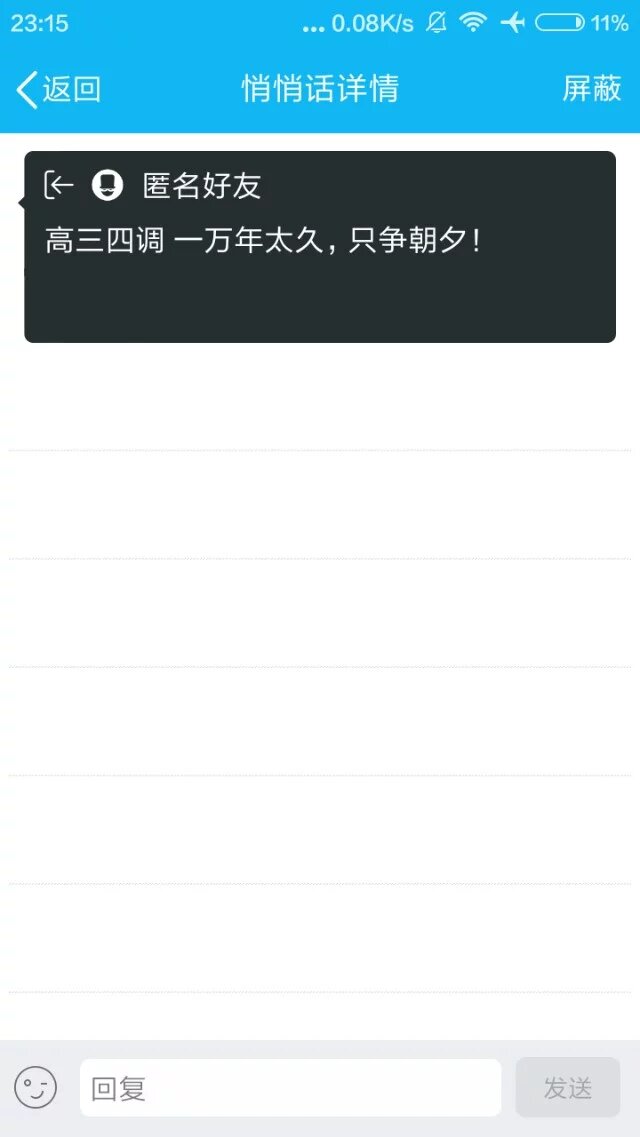 23:15 ... 0.08K/s 11%
返回 悄悄话详情 屏蔽
匿名好友
高三四调 一万年太久，只争朝夕！
回复 发送